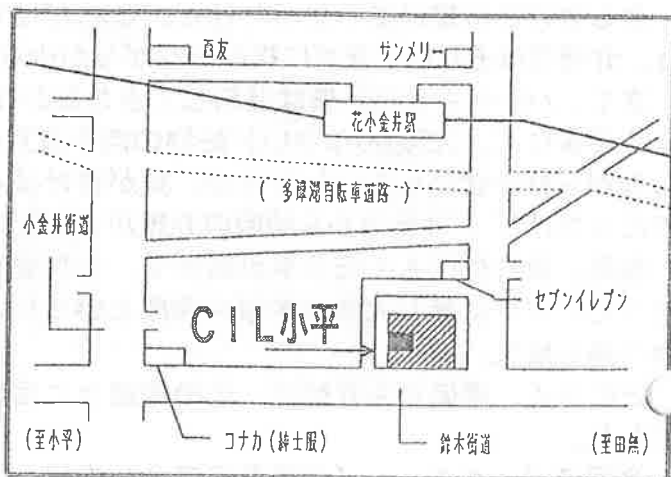 西友
サンメリー
花小金井駅
(多摩湖自転車道路)
小金井街道
セブンイレブン
CIL小平
(至小平)
コナカ(紳士服)
鈴木街道
(至田無)